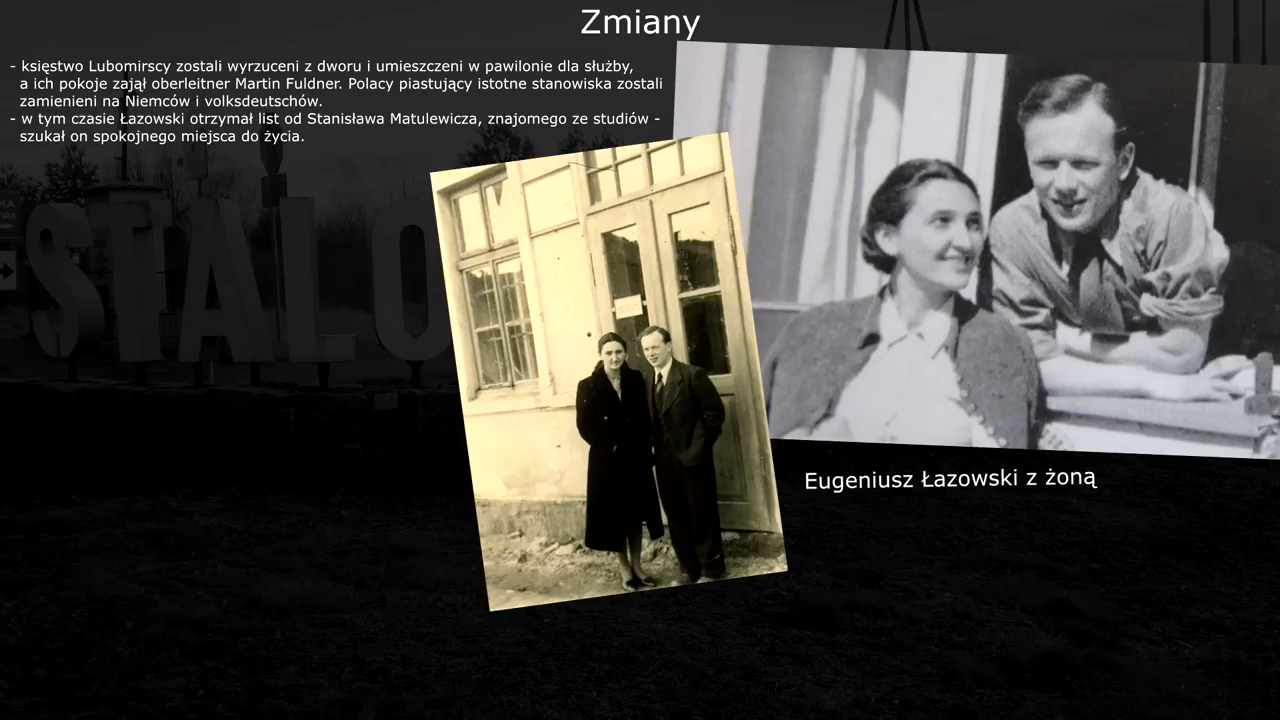 Zmiany
- księstwo Lubomirscy zostali wyrzuceni z dworu i umieszczeni w pawilonie dla służby,
a ich pokoje zajął oberleitner Martin Fuldner. Polacy piastujący istotne stanowiska zostali
zamienieni na Niemców i volksdeutschów.
- w tym czasie Łazowski otrzymał list od Stanisława Matulewicza, znajomego ze studiów -
szukał on spokojnego miejsca do życia.
STALO
Eugeniusz Łazowski z żoną